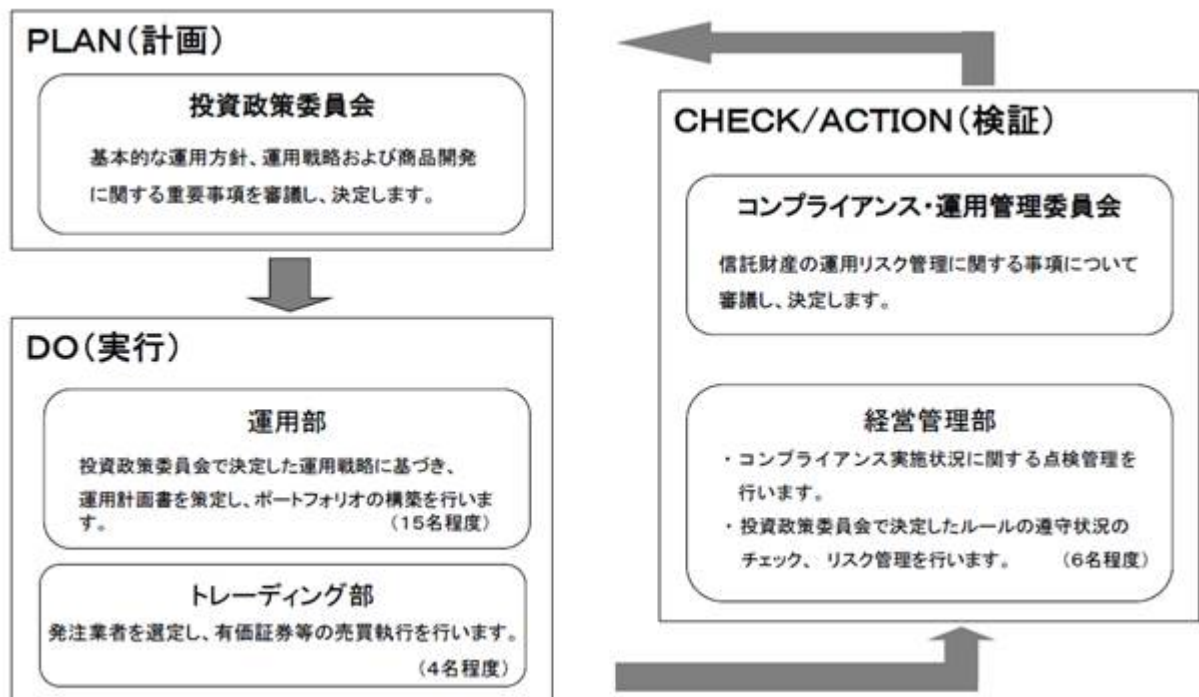 PLAN(計画)
投資政策委員会
基本的な運用方針、運用戦略および商品開発
に関する重要事項を審議し、決定します。
DO(実行)
運用部
投資政策委員会で決定した運用戦略に基づき、
運用計画書を策定し、ポートフォリオの構築を行いま
す。 (15名程度)
トレーディング部
発注業者を選定し、有価証券等の売買執行を行います。
(4名程度)
CHECK/ACTION(検証)
コンプライアンス・運用管理委員会
信託財産の運用リスク管理に関する事項について
審議し、決定します。
経営管理部
・コンプライアンス実施状況に関する点検管理を
行います。
・投資政策委員会で決定したルールの遵守状況の
チェック、リスク管理を行います。 (6名程度)